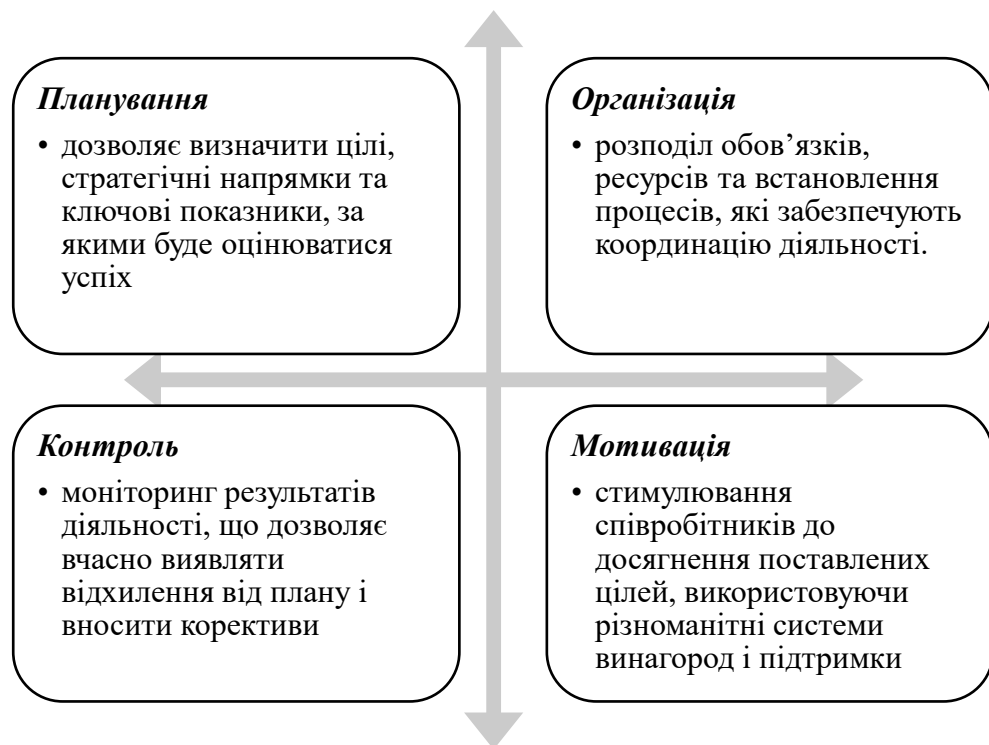 Планування
• дозволяє визначити цілі,
стратегічні напрямки та
ключові показники, за
якими буде оцінюватися
успіх
Організація
• розподіл обов’язків,
ресурсів та встановлення
процесів, які забезпечують
координацію діяльності.
Контроль
• моніторинг результатів
діяльності, що дозволяє
вчасно виявляти
відхилення від плану і
вносити корективи
Мотивація
• стимулювання
співробітників до
досягнення поставлених
цілей, використовуючи
різноманітні системи
винагород і підтримки